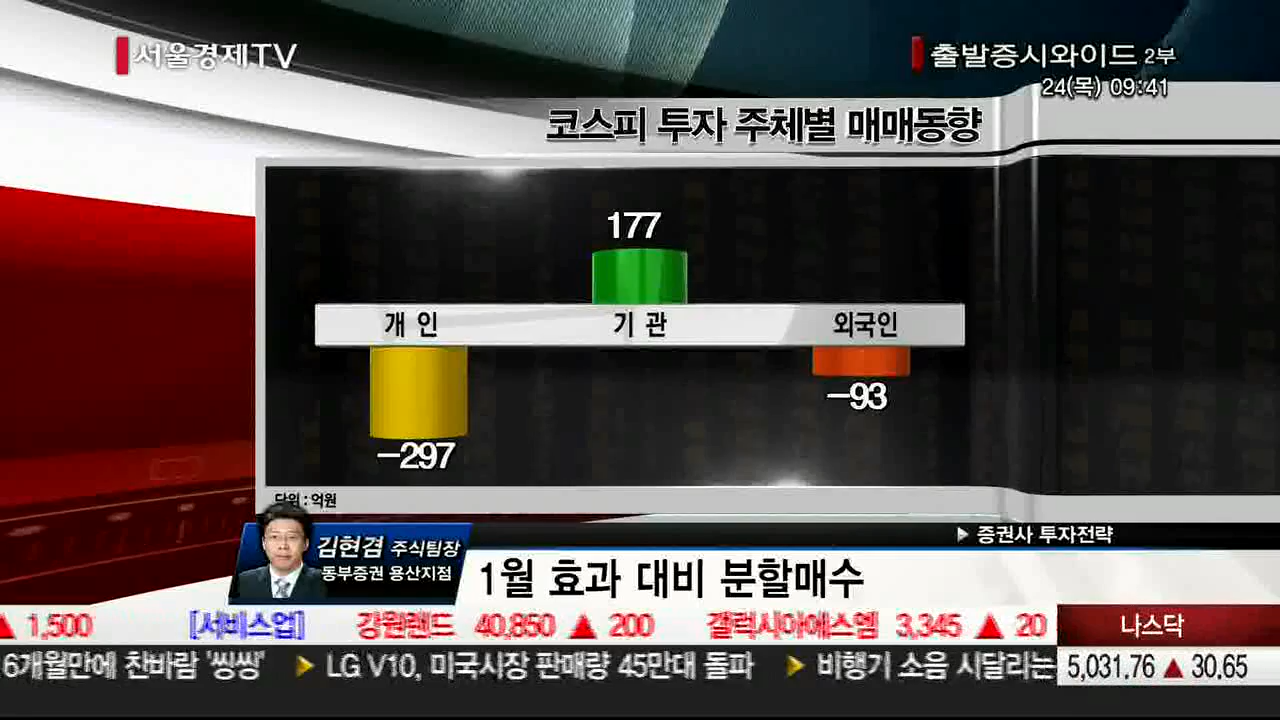 서울경제TV
출발증시와이드 2부
24(목) 09:41
코스피 투자 주체별 매매동향
177
개인 기관 외국인
-93
-297
단위 : 억원
▶ 증권사 투자전략
김현겸 주식팀장
동부증권 용산지점
1월 효과 대비 분할매수
▲ 1,500 [서비스업] 강원랜드 40,850 ▲ 200 갤럭시아에스엠 3,345 ▲ 20
나스닥
6개월만에 찬바람 '씽씽' ▶ LG V10, 미국시장 판매량 45만대 돌파 ▶ 비행기 소음 시달리는
5,031.76 ▲ 30.65